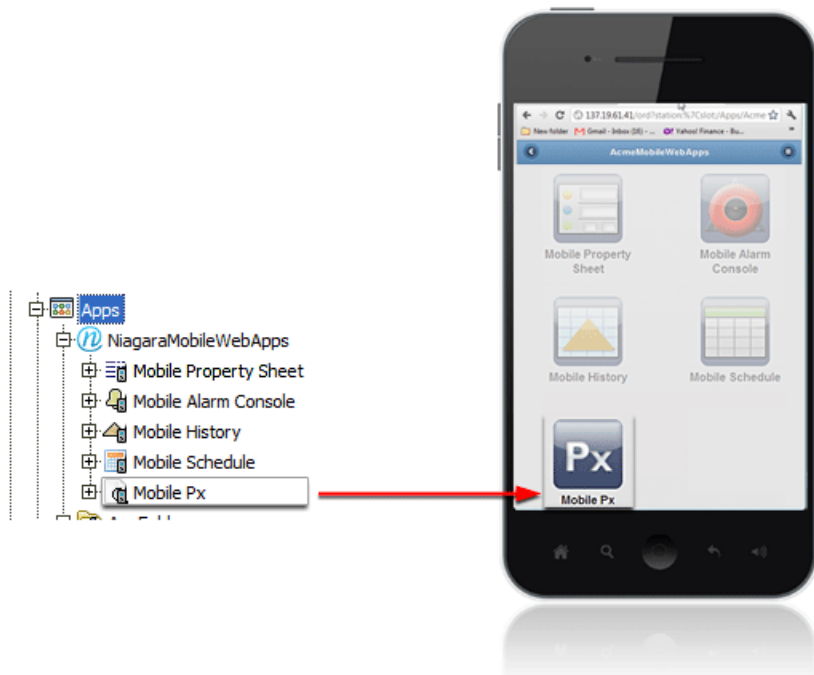 Apps
NiagaraMobileWebApps
Mobile Property Sheet
Mobile Alarm Console
Mobile History
Mobile Schedule
Mobile Px
137.19.61.41/ord?station:%7Cslot:/Apps/Acme
New folder Gmail - Inbox (16) - ... Yahoo! Finance - Bu...
AcmeMobileWebApps
Mobile Property
Sheet
Mobile Alarm
Console
Mobile History
Mobile Schedule
Px
Mobile Px